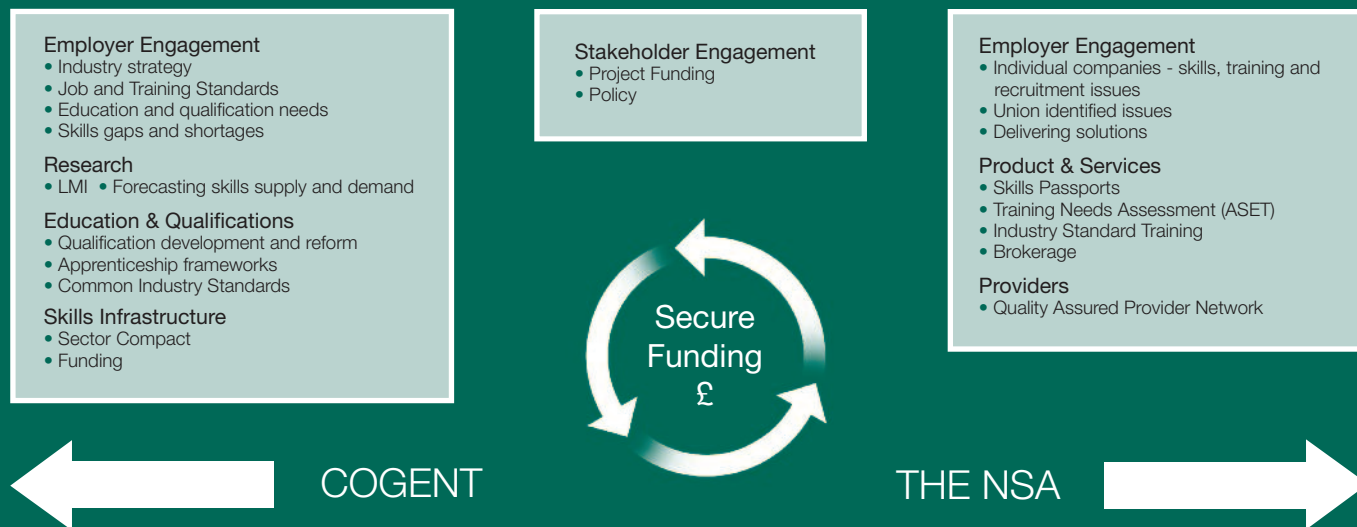 Employer Engagement
• Industry strategy
• Job and Training Standards
• Education and qualification needs
• Skills gaps and shortages
Research
• LMI • Forecasting skills supply and demand
Education & Qualifications
• Qualification development and reform
• Apprenticeship frameworks
• Common Industry Standards
Skills Infrastructure
• Sector Compact
• Funding
Stakeholder Engagement
• Project Funding
• Policy
Employer Engagement
• Individual companies - skills, training and
recruitment issues
• Union identified issues
• Delivering solutions
Product & Services
• Skills Passports
• Training Needs Assessment (ASET)
• Industry Standard Training
• Brokerage
Providers
• Quality Assured Provider Network
Secure
Funding
£
COGENT
THE NSA